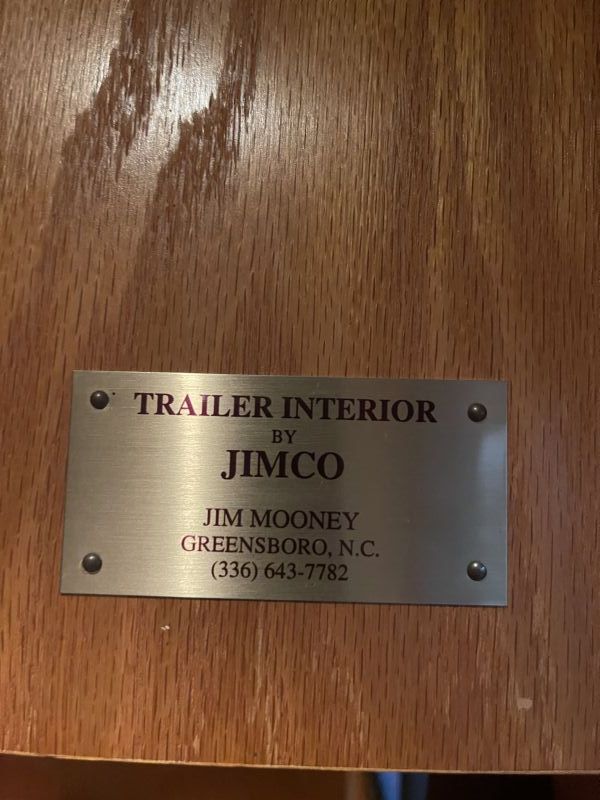 TRAILER INTERIOR
BY
JIMCO
JIM MOONEY
GREENSBORO, N.C.
(336) 643-7782